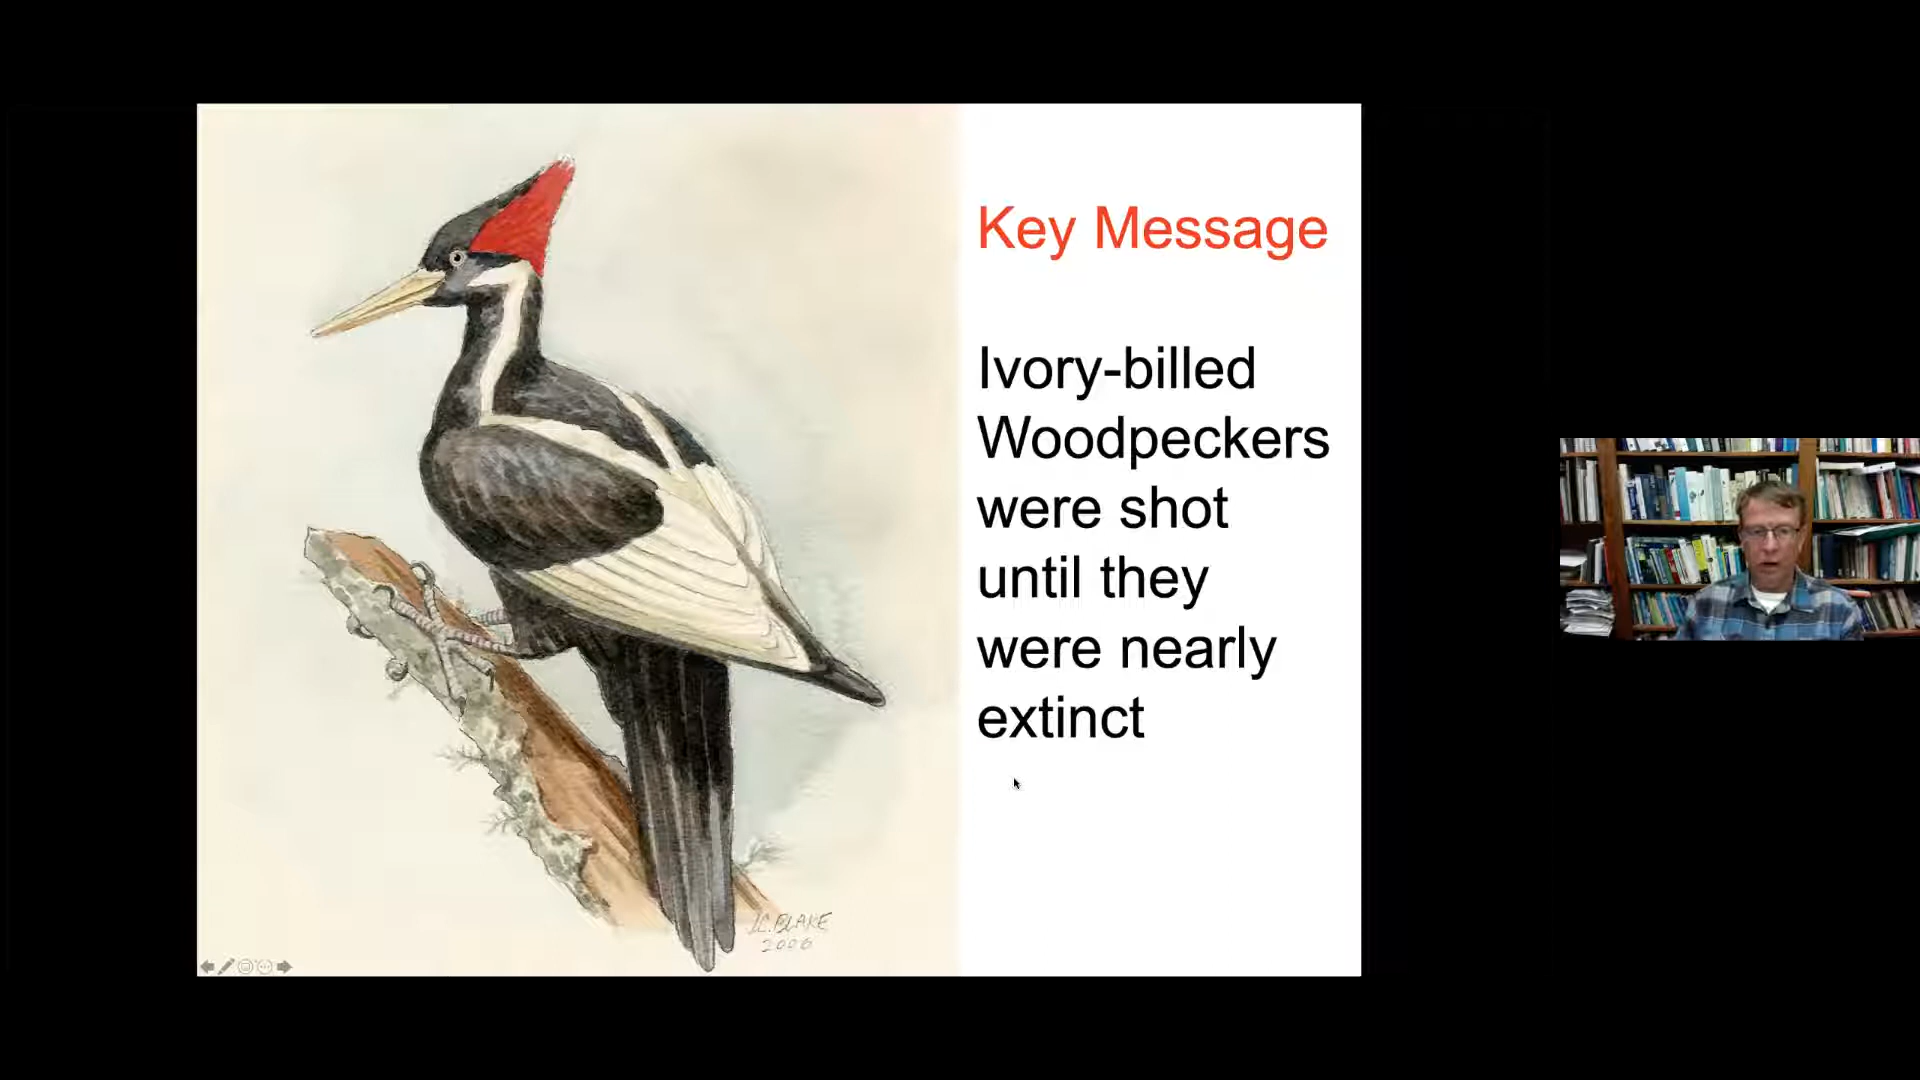 Key Message
Ivory-billed
Woodpeckers
were shot
until they
were nearly
extinct
J.C. BLAKE
2006